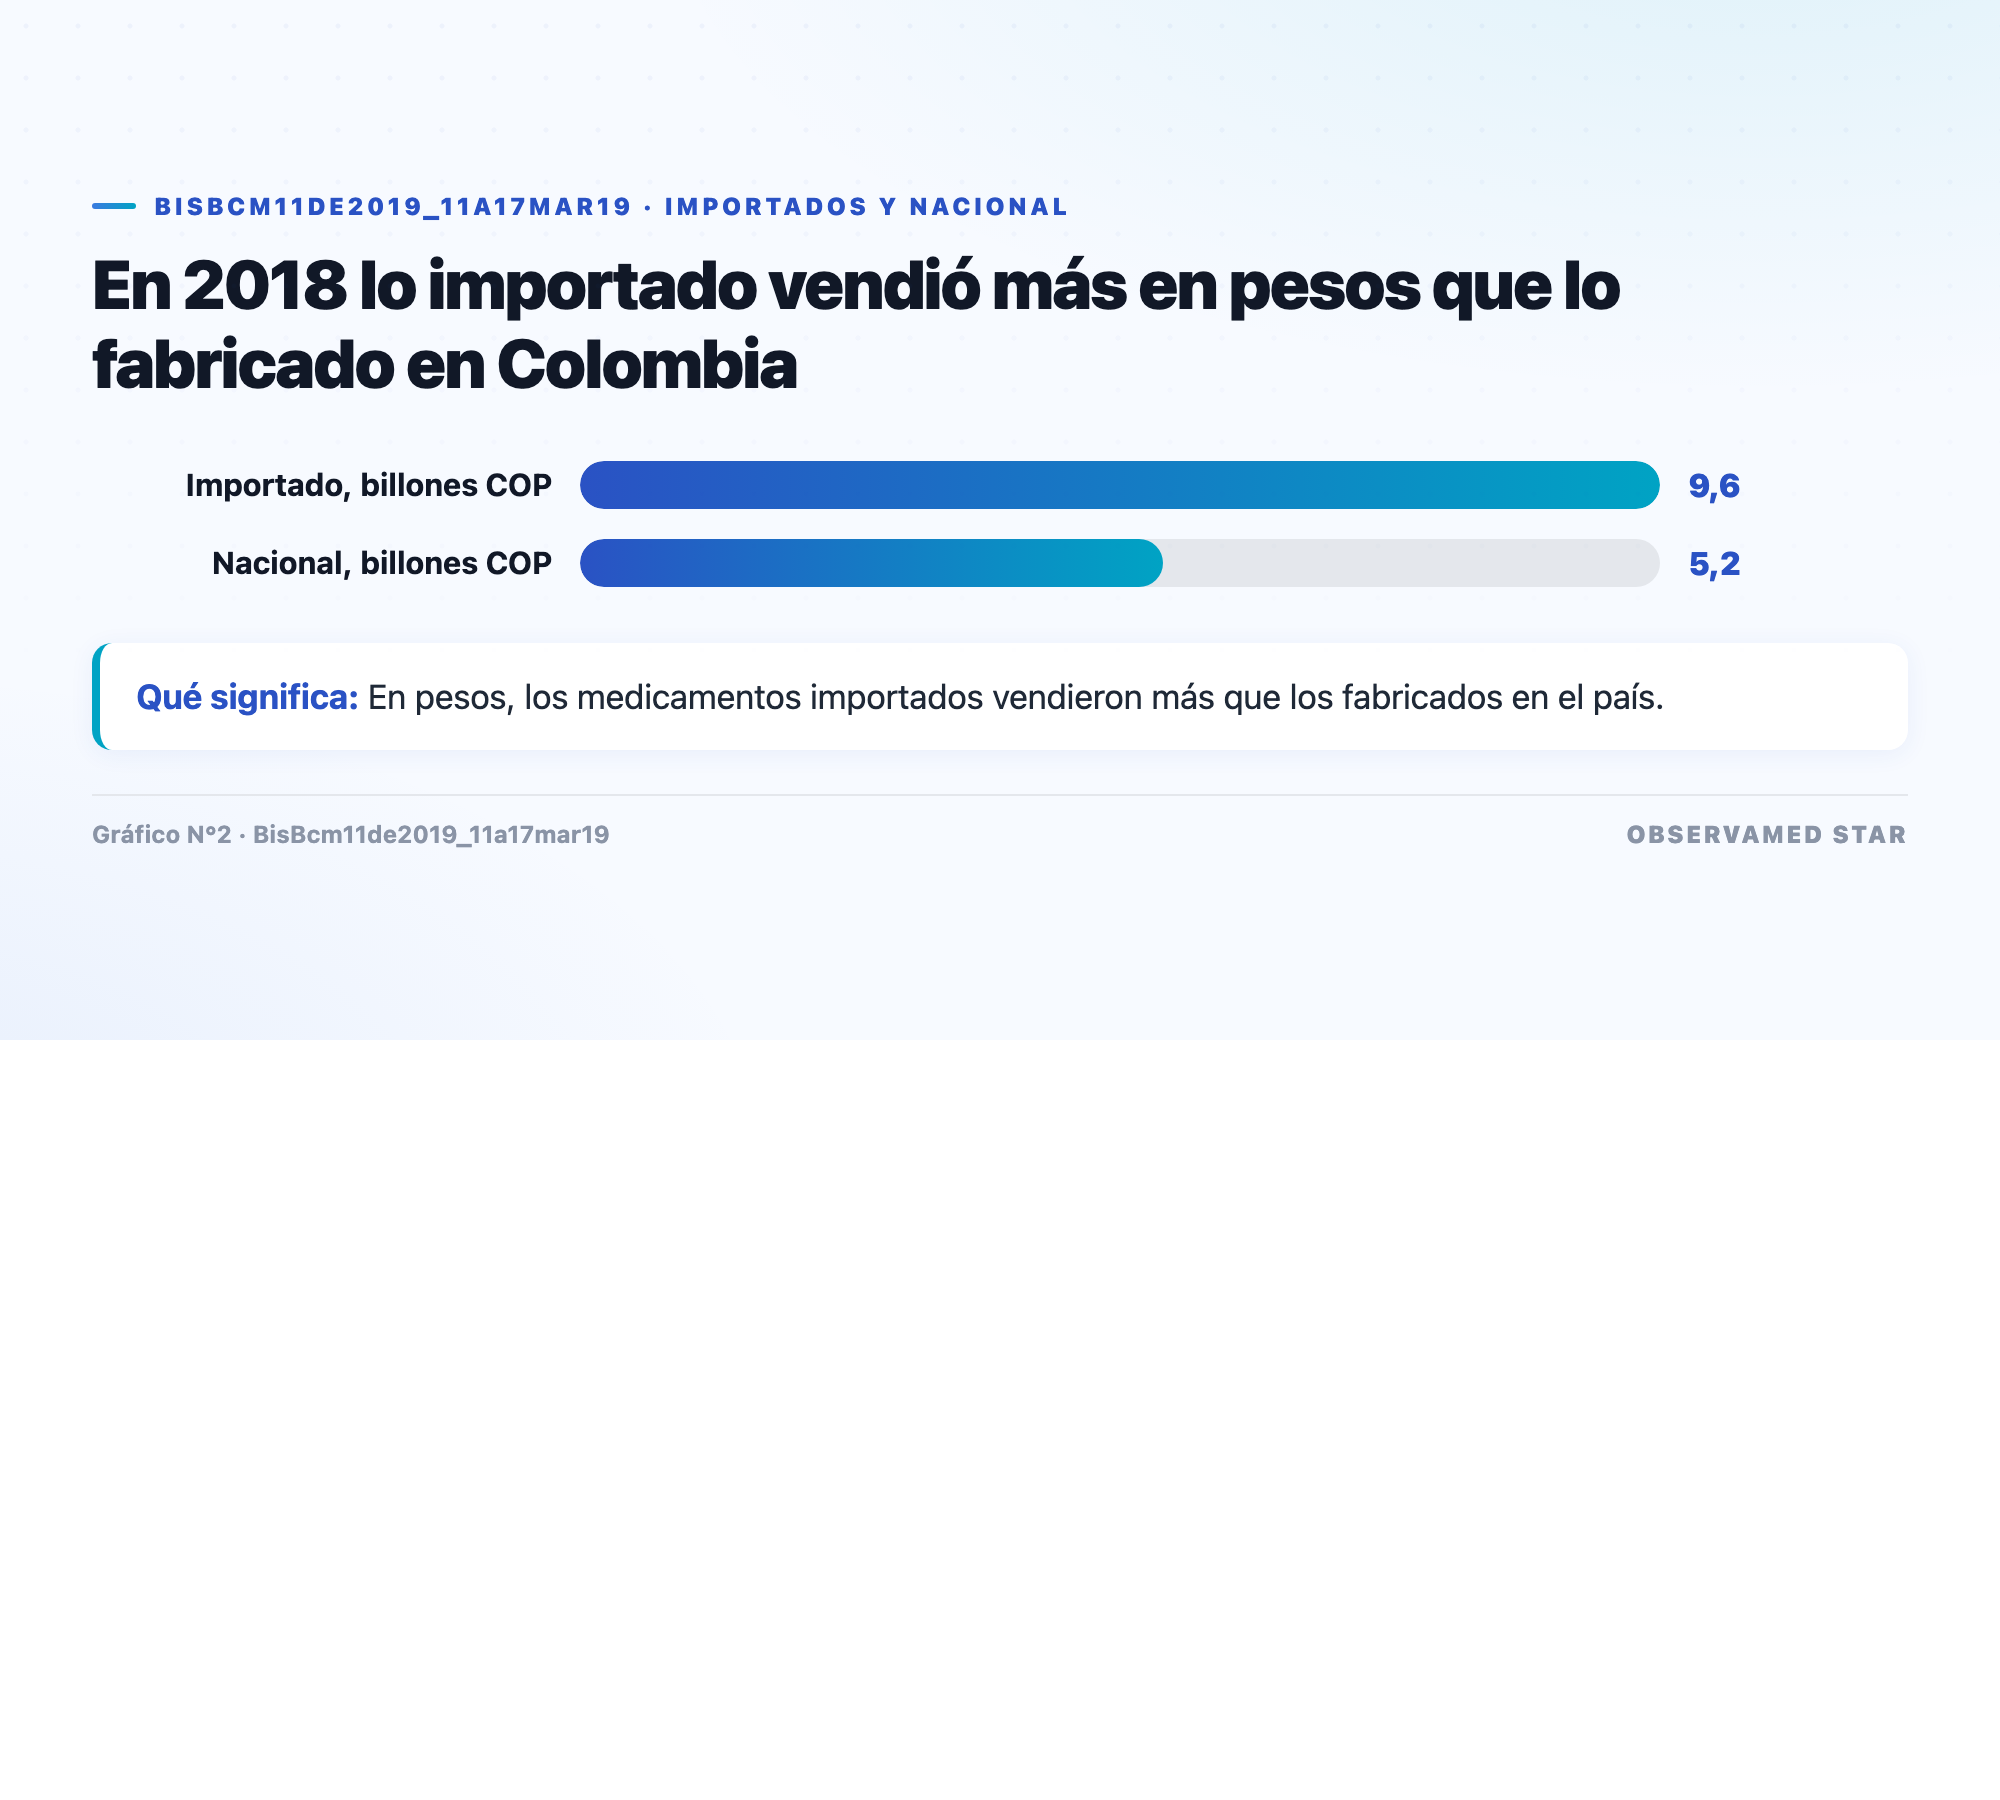 BISBCM11DE2019_11A17MAR19 · IMPORTADOS Y NACIONAL
En 2018 lo importado vendió más en pesos que lo
fabricado en Colombia
Importado, billones COP 9,6
Nacional, billones COP 5,2
Qué significa: En pesos, los medicamentos importados vendieron más que los fabricados en el país.
Gráfico Nº2 · BisBcm11de2019_11a17mar19 OBSERVAMED STAR